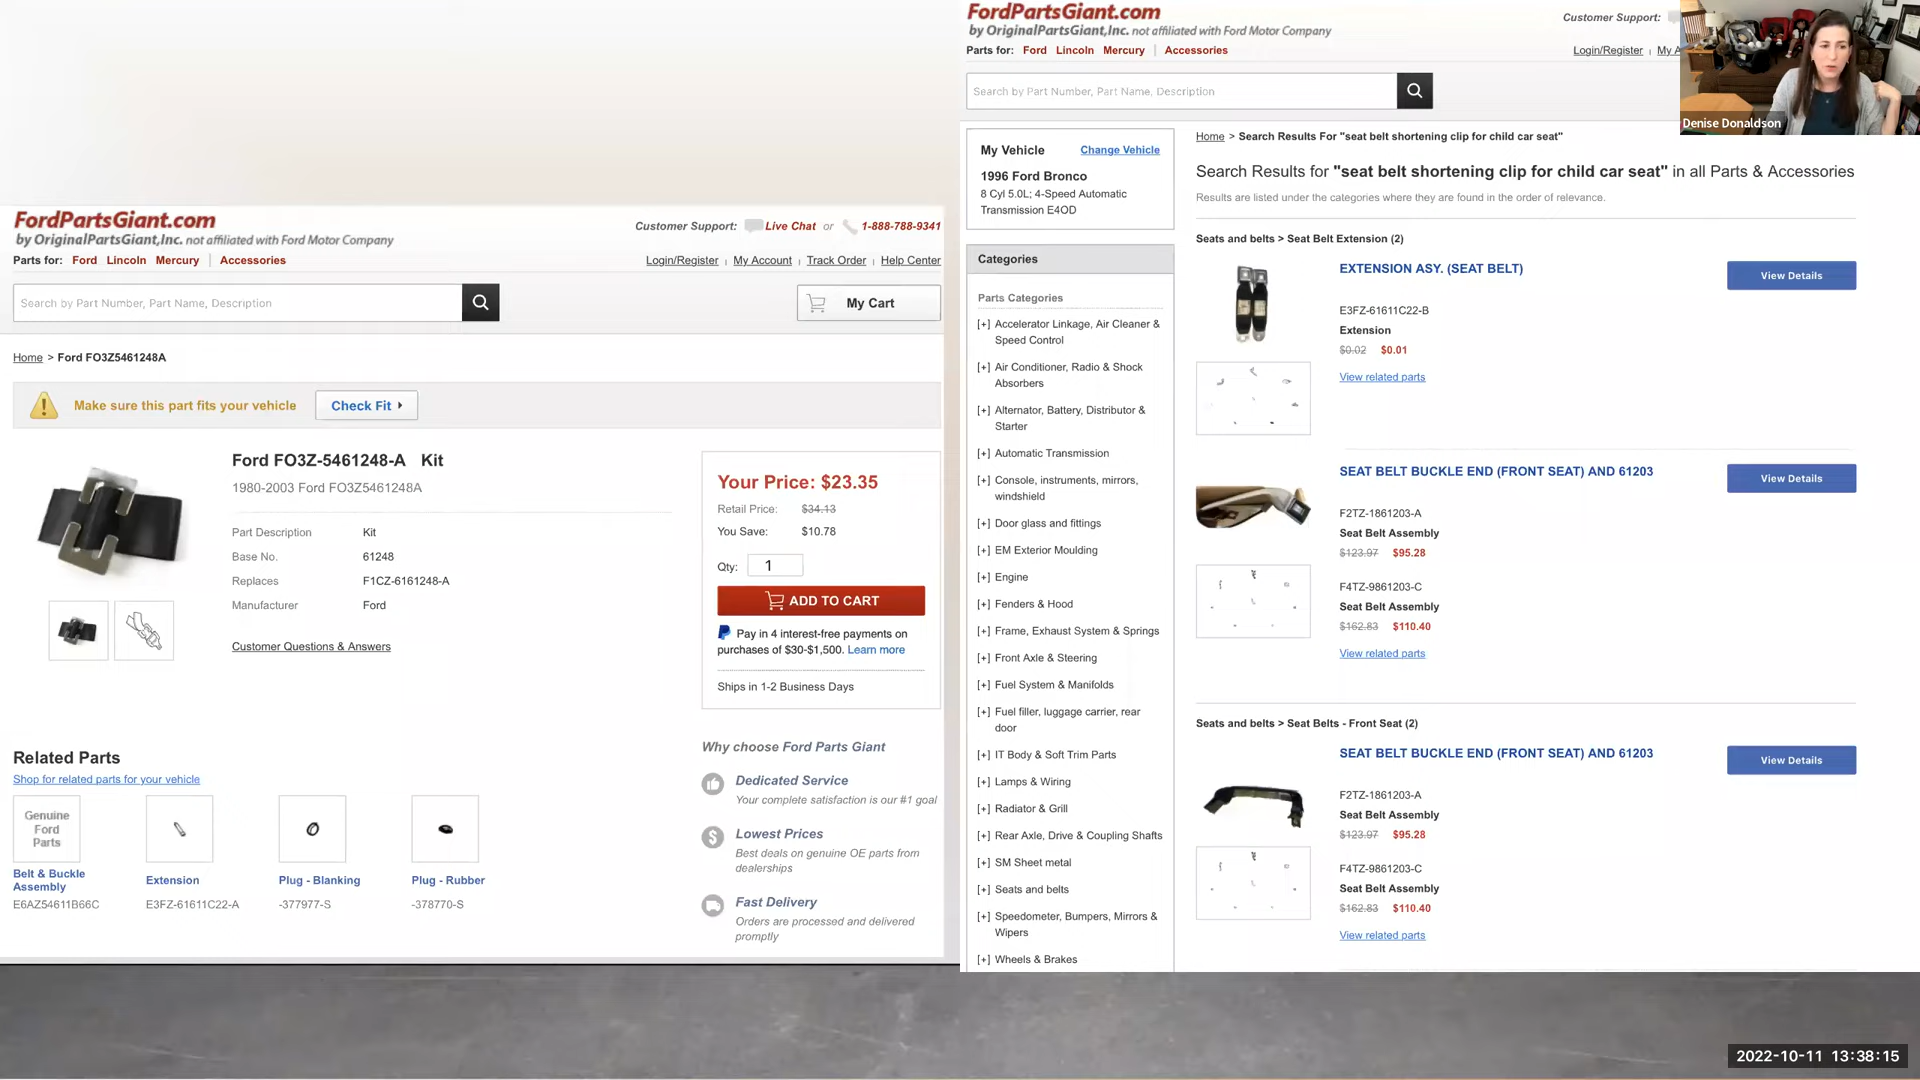 FordPartsGiant.com
by OriginalPartsGiant,Inc. not affiliated with Ford Motor Company
Customer Support: Live Chat or 1-888-788-9341
Parts for: Ford Lincoln Mercury | Accessories
Login/Register My Account Track Order Help Center
Search by Part Number, Part Name, Description
My Cart
Home > Ford FO3Z5461248A
Make sure this part fits your vehicle
Check Fit
Ford FO3Z-5461248-A Kit
1980-2003 Ford FO3Z5461248A
Part Description Kit
Base No. 61248
Replaces F1CZ-6161248-A
Manufacturer Ford
Customer Questions & Answers
Your Price: $23.35
Retail Price: $34.13
You Save: $10.78
Qty: 1
ADD TO CART
Pay in 4 interest-free payments on
purchases of $30-$1,500. Learn more
Ships in 1-2 Business Days
Related Parts
Shop for related parts for your vehicle
Genuine
Ford
Parts
Belt & Buckle
Assembly
E6AZ54611B66C
Extension
E3FZ-61611C22-A
Plug - Blanking
-377977-S
Plug - Rubber
-378770-S
Why choose Ford Parts Giant
Dedicated Service
Your complete satisfaction is our #1 goal
Lowest Prices
Best deals on genuine OE parts from
dealerships
Fast Delivery
Orders are processed and delivered
promptly
FordPartsGiant.com
by OriginalPartsGiant,Inc. not affiliated with Ford Motor Company
Customer Support:
Parts for: Ford Lincoln Mercury | Accessories
Login/Register My A
Search by Part Number, Part Name, Description
Denise Donaldson
My Vehicle Change Vehicle
1996 Ford Bronco
8 Cyl 5.0L; 4-Speed Automatic
Transmission E4OD
Categories
Parts Categories
[+] Accelerator Linkage, Air Cleaner &
Speed Control
[+] Air Conditioner, Radio & Shock
Absorbers
[+] Alternator, Battery, Distributor &
Starter
[+] Automatic Transmission
[+] Console, instruments, mirrors,
windshield
[+] Door glass and fittings
[+] EM Exterior Moulding
[+] Engine
[+] Fenders & Hood
[+] Frame, Exhaust System & Springs
[+] Front Axle & Steering
[+] Fuel System & Manifolds
[+] Fuel filler, luggage carrier, rear
door
[+] IT Body & Soft Trim Parts
[+] Lamps & Wiring
[+] Radiator & Grill
[+] Rear Axle, Drive & Coupling Shafts
[+] SM Sheet metal
[+] Seats and belts
[+] Speedometer, Bumpers, Mirrors &
Wipers
[+] Wheels & Brakes
Home > Search Results For "seat belt shortening clip for child car seat"
Search Results for "seat belt shortening clip for child car seat" in all Parts & Accessories
Results are listed under the categories where they are found in the order of relevance.
Seats and belts > Seat Belt Extension (2)
EXTENSION ASY. (SEAT BELT)
View Details
E3FZ-61611C22-B
Extension
$0.02 $0.01
View related parts
SEAT BELT BUCKLE END (FRONT SEAT) AND 61203
View Details
F2TZ-1861203-A
Seat Belt Assembly
$123.97 $95.28
F4TZ-9861203-C
Seat Belt Assembly
$162.83 $110.40
View related parts
Seats and belts > Seat Belts - Front Seat (2)
SEAT BELT BUCKLE END (FRONT SEAT) AND 61203
View Details
F2TZ-1861203-A
Seat Belt Assembly
$123.97 $95.28
F4TZ-9861203-C
Seat Belt Assembly
$162.83 $110.40
View related parts
2022-10-11 13:38:15